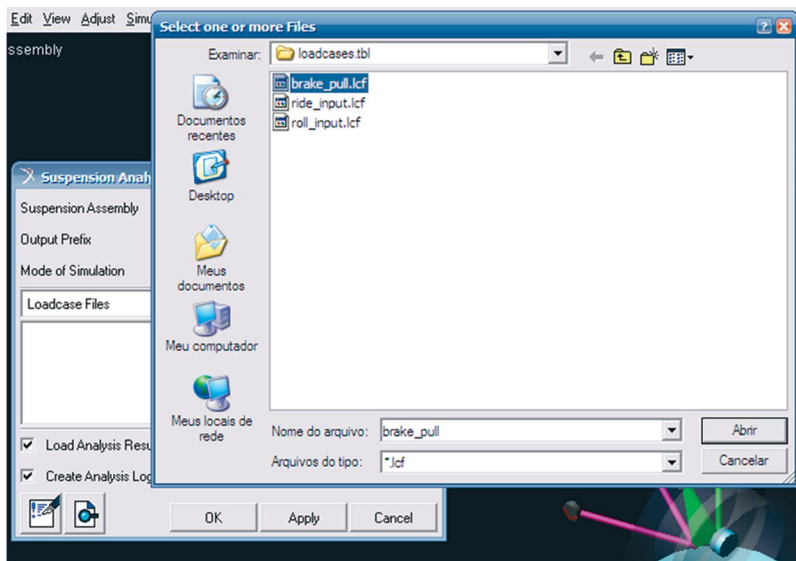 Edit View Adjust Simu
ssembly
Select one or more Files
Examinar: loadcases.tbl
brake_pull.lcf
ride_input.lcf
roll_input.lcf
Documentos
recentes
Desktop
Meus
documentos
Meu computador
Meus locais de
rede
Nome do arquivo: brake_pull Abrir
Arquivos do tipo: *.lcf Cancelar
Suspension Analy
Suspension Assembly
Output Prefix
Mode of Simulation
Loadcase Files
Load Analysis Resu
Create Analysis Log
OK Apply Cancel